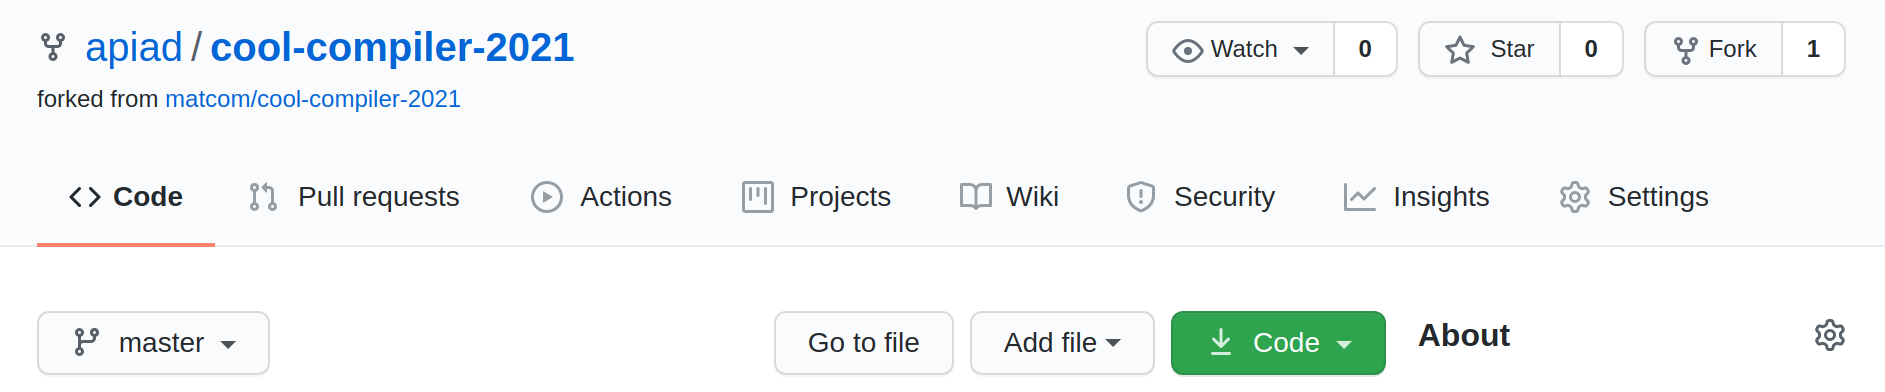 apiad / cool-compiler-2021 Watch 0 Star 0 Fork 1
forked from matcom/cool-compiler-2021
Code Pull requests Actions Projects Wiki Security Insights Settings
master Go to file Add file Code About